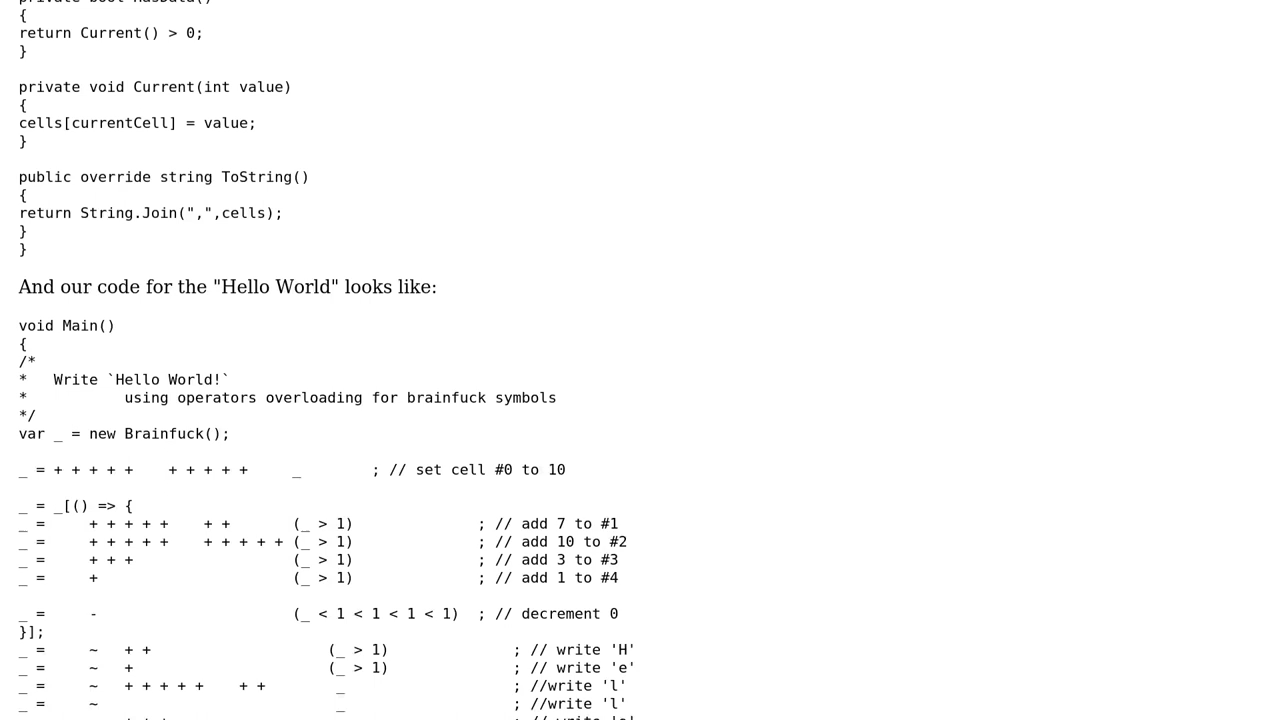 private bool HasData()
{
return Current() > 0;
}

private void Current(int value)
{
cells[currentCell] = value;
}

public override string ToString()
{
return String.Join(",",cells);
}
}

And our code for the "Hello World" looks like:

void Main()
{
/*
*   Write `Hello World!`
*           using operators overloading for brainfuck symbols
*/
var _ = new Brainfuck();

_ = + + + + +    + + + + +     _        ; // set cell #0 to 10

_ = _[() => {
_ =     + + + + +    + +       (_ > 1)              ; // add 7 to #1
_ =     + + + + +    + + + + + (_ > 1)              ; // add 10 to #2
_ =     + + +                  (_ > 1)              ; // add 3 to #3
_ =     +                      (_ > 1)              ; // add 1 to #4

_ =     -                      (_ < 1 < 1 < 1 < 1)  ; // decrement 0
}];
_ =     ~   + +                    (_ > 1)              ; // write 'H'
_ =     ~   +                      (_ > 1)              ; // write 'e'
_ =     ~   + + + + +    + +        _                   ; //write 'l'
_ =     ~                           _                   ; //write 'l'